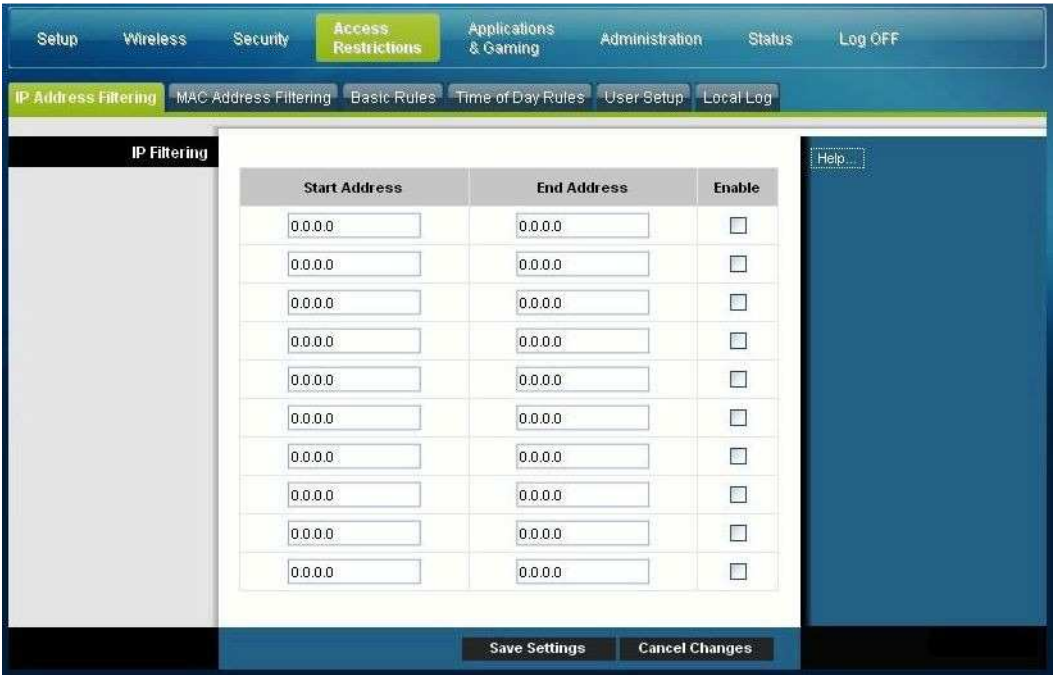 Setup Wireless Security Access Restrictions Applications & Gaming Administration Status Log OFF
IP Address Filtering MAC Address Filtering Basic Rules Time of Day Rules User Setup Local Log
IP Filtering
Help...
Start Address End Address Enable
0.0.0.0 0.0.0.0
0.0.0.0 0.0.0.0
0.0.0.0 0.0.0.0
0.0.0.0 0.0.0.0
0.0.0.0 0.0.0.0
0.0.0.0 0.0.0.0
0.0.0.0 0.0.0.0
0.0.0.0 0.0.0.0
0.0.0.0 0.0.0.0
0.0.0.0 0.0.0.0
Save Settings Cancel Changes